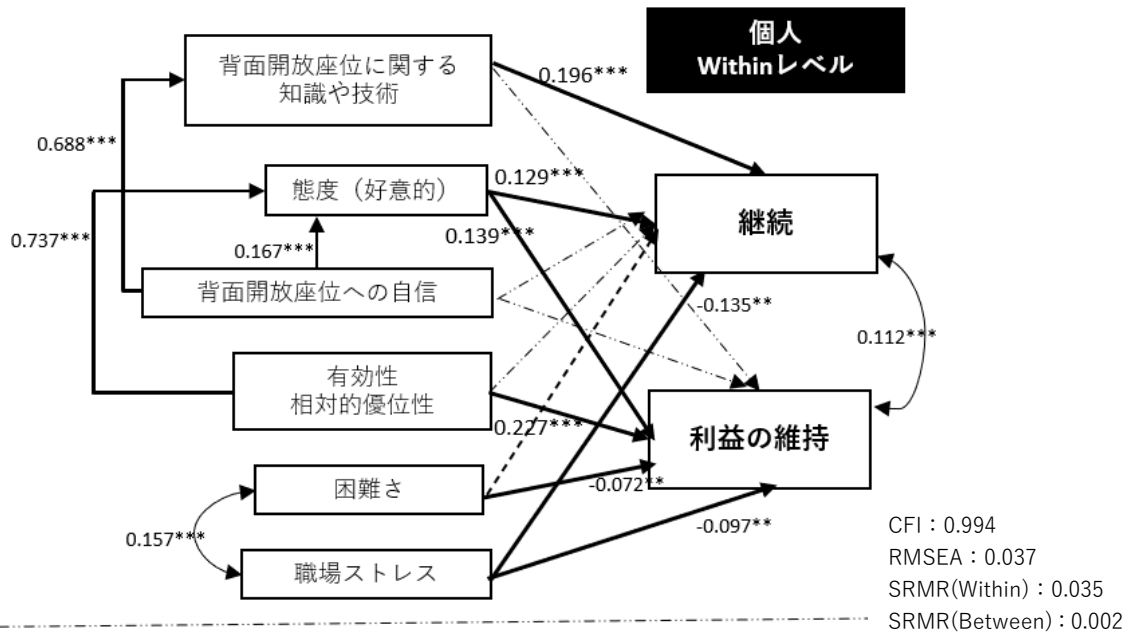 個人
Withinレベル
背面開放座位に関する
知識や技術
0.196***
0.688***
態度（好意的）
0.129***
継続
0.139***
0.737***
0.167***
背面開放座位への自信
-0.135**
0.112***
有効性
相対的優位性
0.227***
利益の維持
困難さ
-0.072**
0.157***
-0.097**
職場ストレス
CFI：0.994
RMSEA：0.037
SRMR(Within)：0.035
SRMR(Between)：0.002